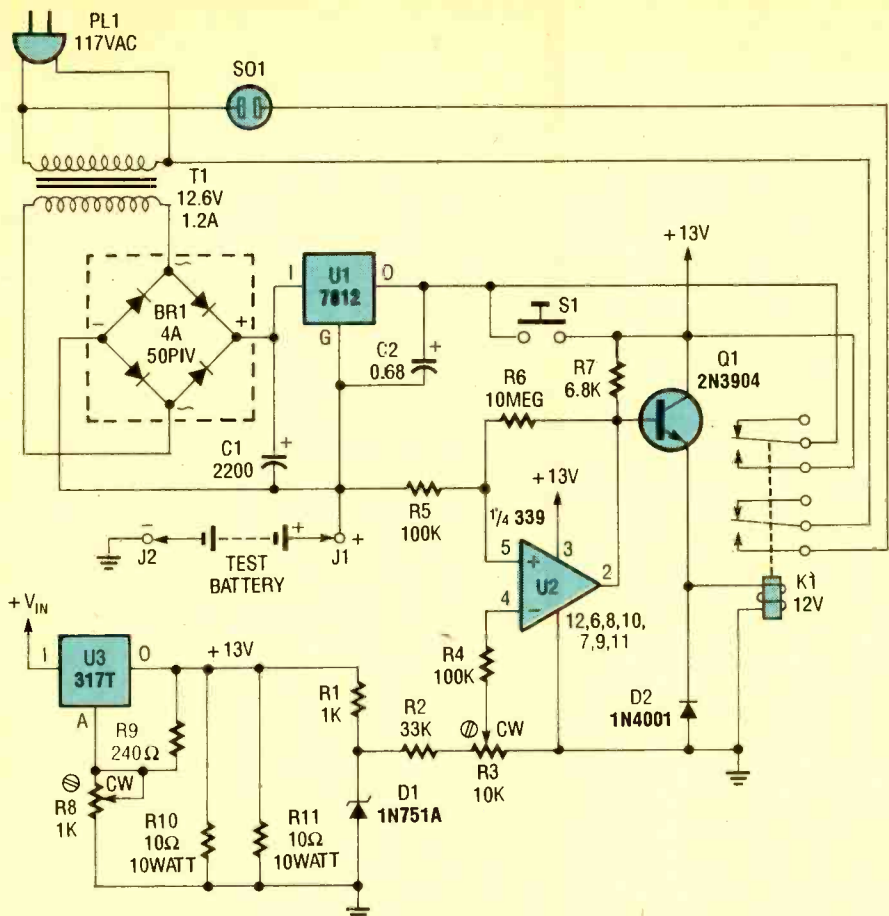 PL1
117VAC
SO1
T1
12.6V
1.2A
+13V
I
U1
7812
O
G
S1
BR1
4A
50PIV
~
~
-
+
C2
0.68
+
R7
6.8K
Q1
2N3904
R6
10MEG
C1
2200
+
R5
100K
+13V
1/4 339
5
+
3
U2
2
4
-
12,6,8,10,
7,9,11
-
J2
+
J1
+
TEST
BATTERY
K1
12V
+VIN
I
U3
317T
O
+13V
A
R9
240Ω
R1
1K
R4
100K
R2
33K
CW
R3
10K
D2
1N4001
CW
R8
1K
R10
10Ω
10WATT
R11
10Ω
10WATT
D1
1N751A